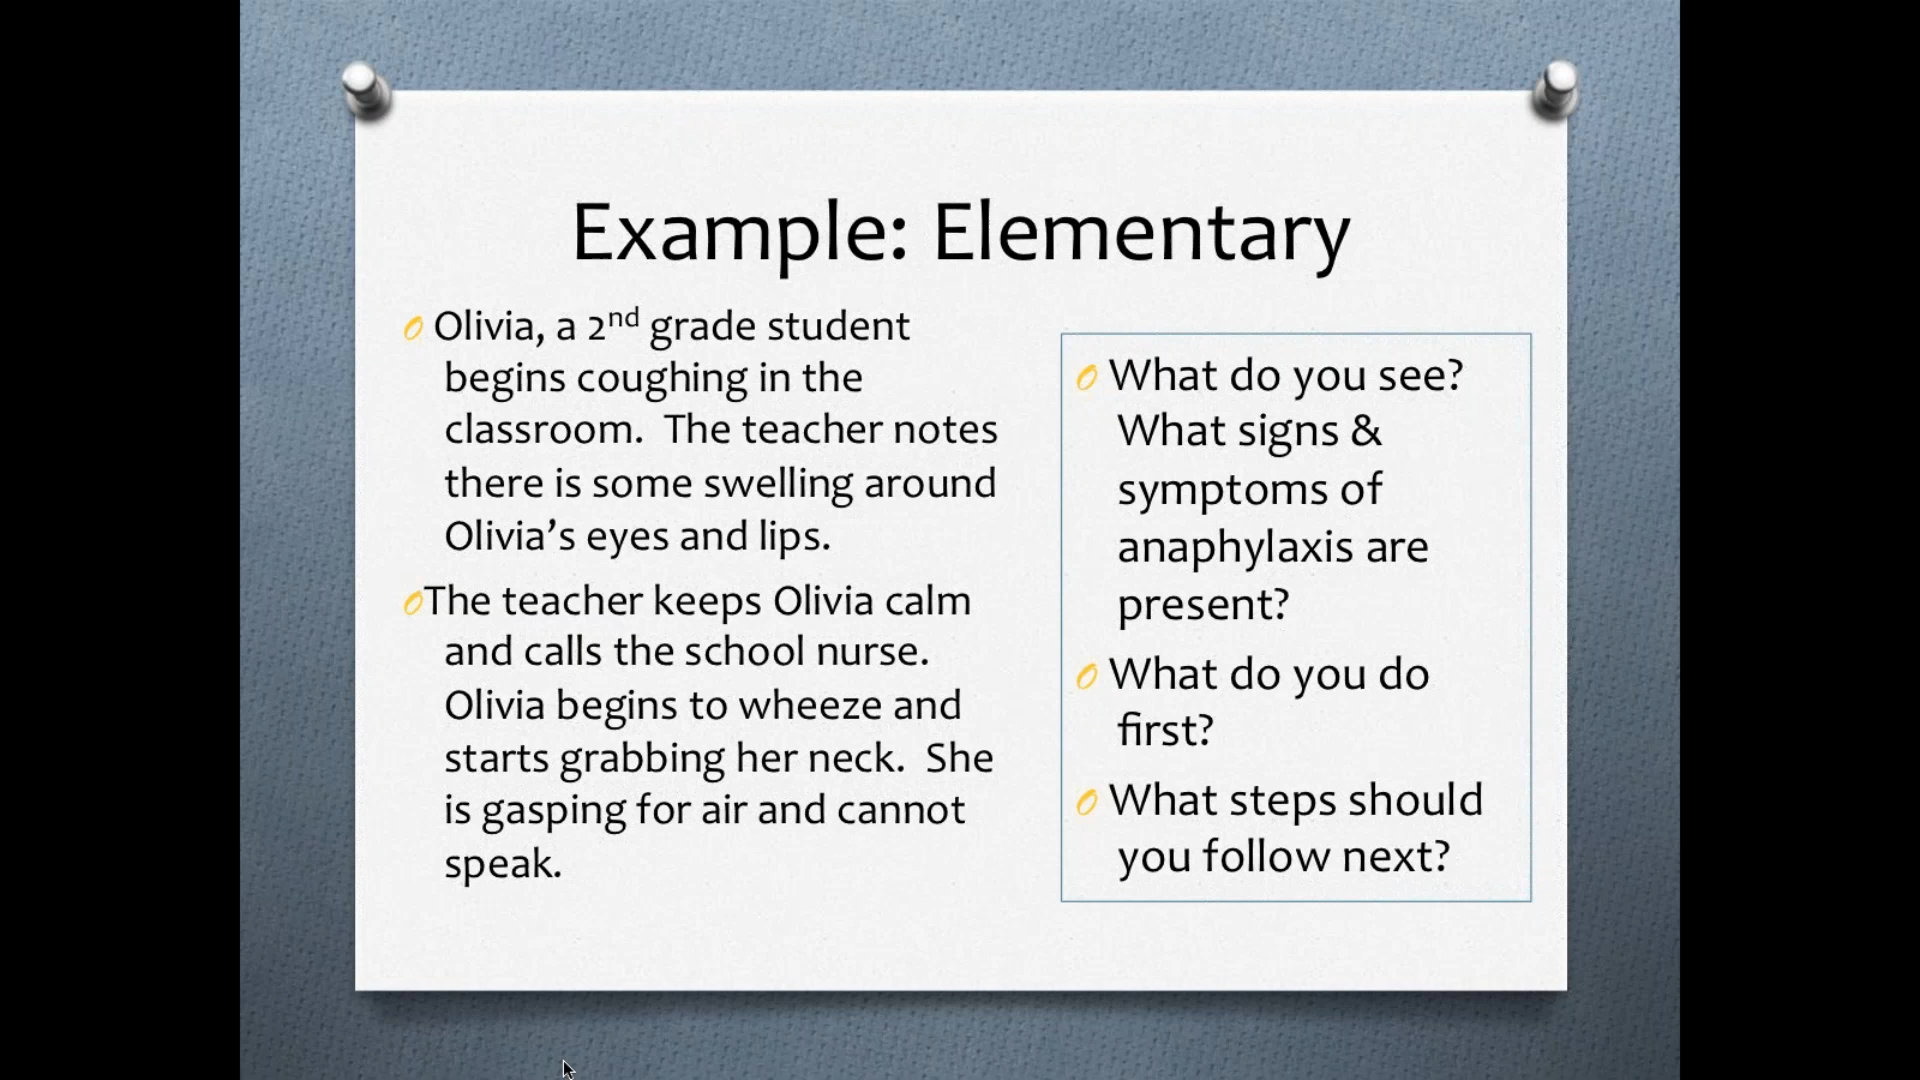 Example: Elementary
Olivia, a 2nd grade student
begins coughing in the
classroom.  The teacher notes
there is some swelling around
Olivia’s eyes and lips.
The teacher keeps Olivia calm
and calls the school nurse.
Olivia begins to wheeze and
starts grabbing her neck.  She
is gasping for air and cannot
speak.
What do you see?
What signs &
symptoms of
anaphylaxis are
present?
What do you do
first?
What steps should
you follow next?